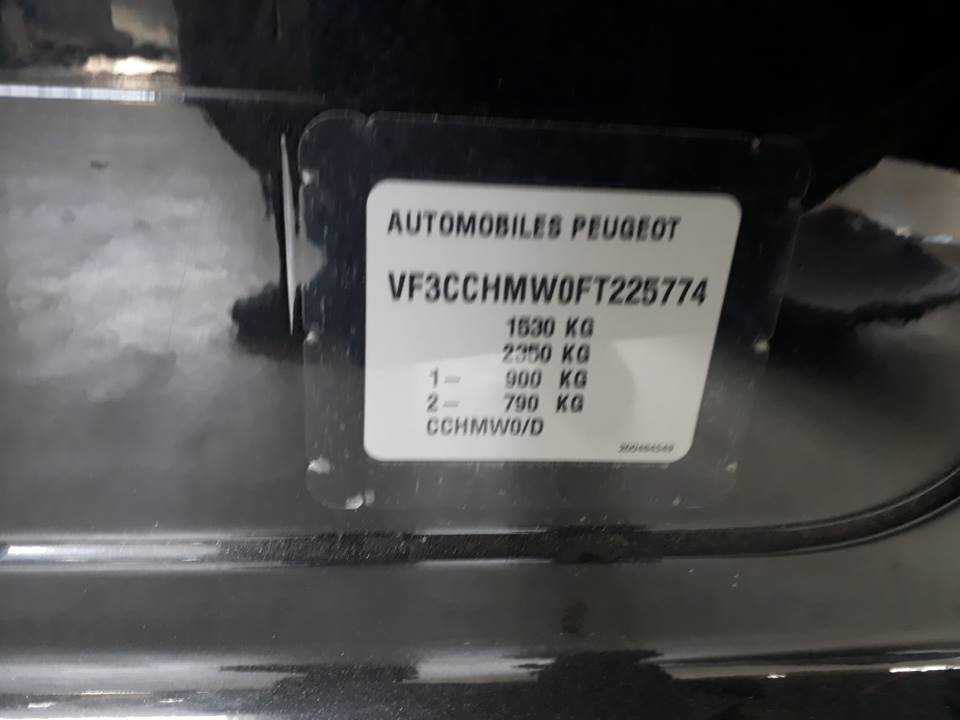 AUTOMOBILES PEUGEOT
VF3CCHMW0FT225774
1530 KG
2350 KG
1– 900 KG
2– 790 KG
CCHMW0/D